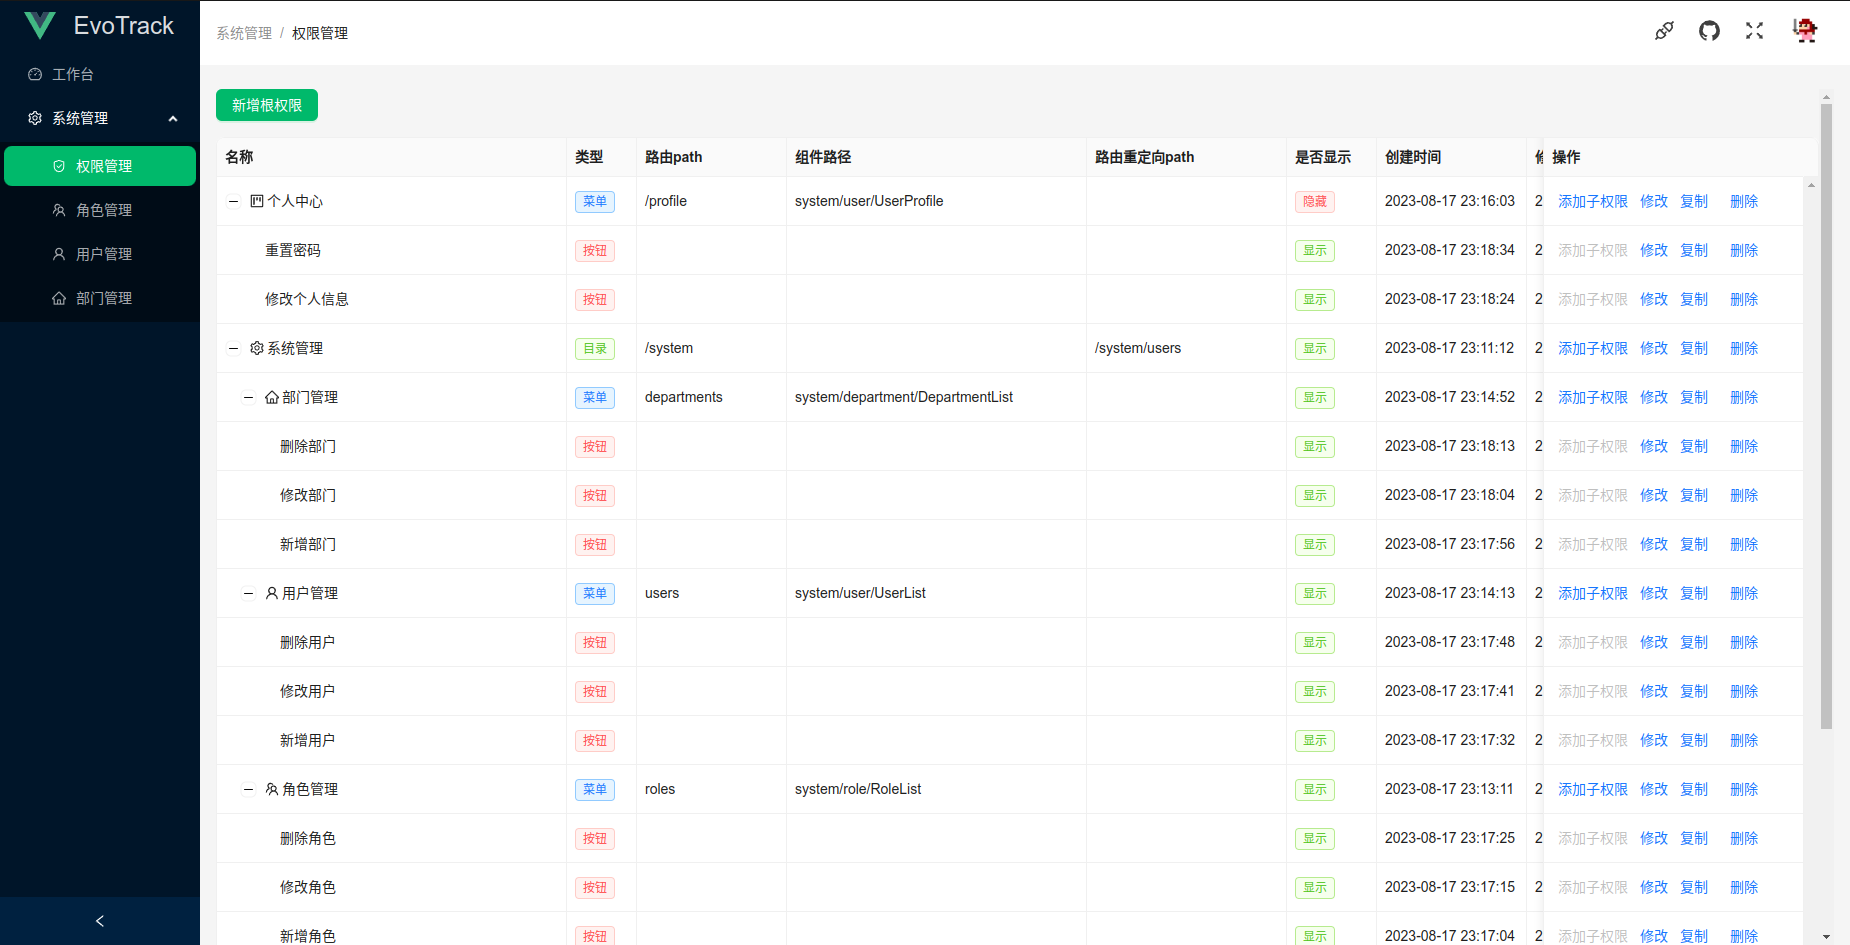 EvoTrack
工作台
系统管理
权限管理
角色管理
用户管理
部门管理
系统管理 / 权限管理
新增根权限
名称 类型 路由path 组件路径 路由重定向path 是否显示 创建时间 操作
个人中心 菜单 /profile system/user/UserProfile 隐藏 2023-08-17 23:16:03 2 添加子权限 修改 复制 删除
重置密码 按钮 显示 2023-08-17 23:18:34 2 添加子权限 修改 复制 删除
修改个人信息 按钮 显示 2023-08-17 23:18:24 2 添加子权限 修改 复制 删除
系统管理 目录 /system /system/users 显示 2023-08-17 23:11:12 2 添加子权限 修改 复制 删除
部门管理 菜单 departments system/department/DepartmentList 显示 2023-08-17 23:14:52 2 添加子权限 修改 复制 删除
删除部门 按钮 显示 2023-08-17 23:18:13 2 添加子权限 修改 复制 删除
修改部门 按钮 显示 2023-08-17 23:18:04 2 添加子权限 修改 复制 删除
新增部门 按钮 显示 2023-08-17 23:17:56 2 添加子权限 修改 复制 删除
用户管理 菜单 users system/user/UserList 显示 2023-08-17 23:14:13 2 添加子权限 修改 复制 删除
删除用户 按钮 显示 2023-08-17 23:17:48 2 添加子权限 修改 复制 删除
修改用户 按钮 显示 2023-08-17 23:17:41 2 添加子权限 修改 复制 删除
新增用户 按钮 显示 2023-08-17 23:17:32 2 添加子权限 修改 复制 删除
角色管理 菜单 roles system/role/RoleList 显示 2023-08-17 23:13:11 2 添加子权限 修改 复制 删除
删除角色 按钮 显示 2023-08-17 23:17:25 2 添加子权限 修改 复制 删除
修改角色 按钮 显示 2023-08-17 23:17:15 2 添加子权限 修改 复制 删除
新增角色 按钮 显示 2023-08-17 23:17:04 2 添加子权限 修改 复制 删除